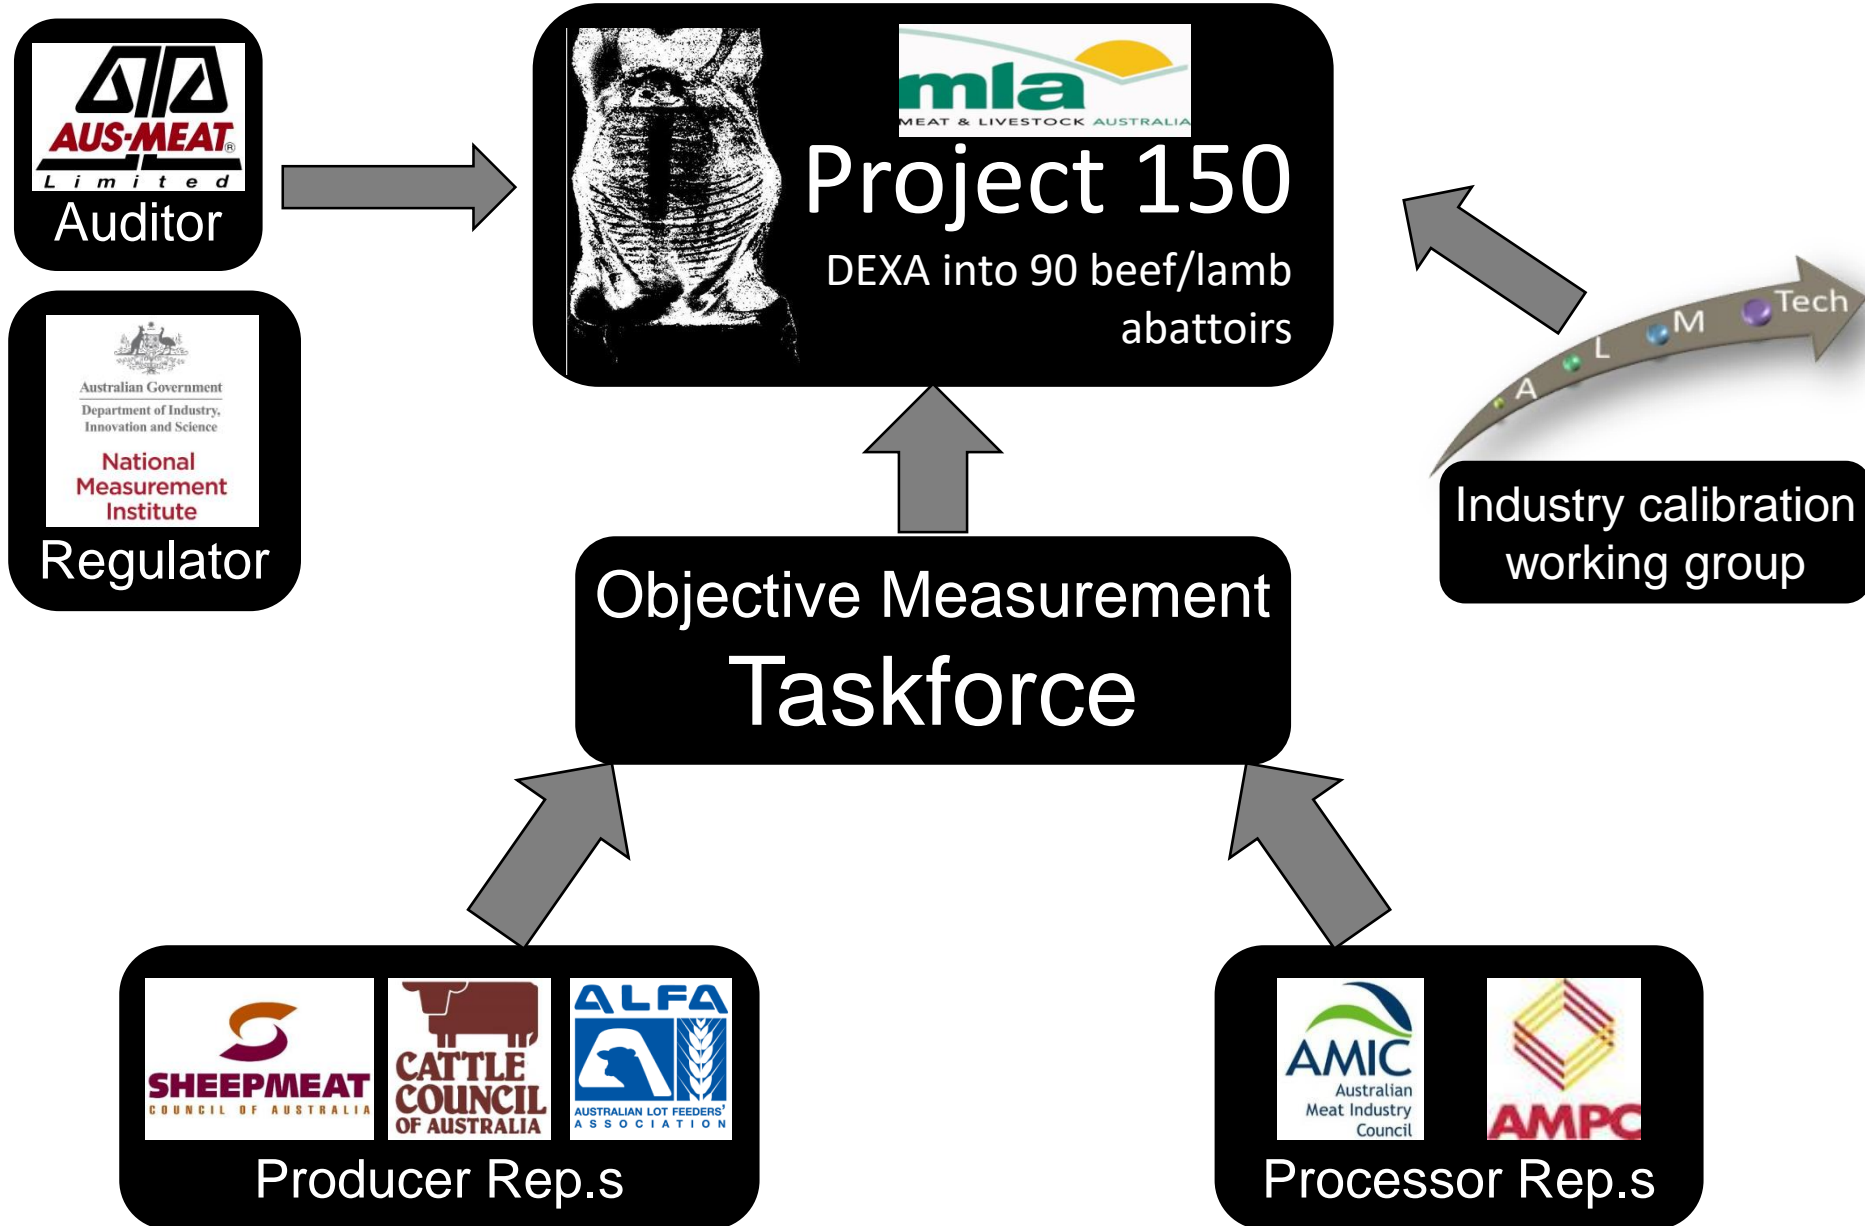 AUS-MEAT®
Limited
Auditor
Australian Government
Department of Industry,
Innovation and Science
National
Measurement
Institute
Regulator
mla
MEAT & LIVESTOCK AUSTRALIA
Project 150
DEXA into 90 beef/lamb
abattoirs
A L M Tech
Industry calibration
working group
Objective Measurement
Taskforce
SHEEPMEAT
COUNCIL OF AUSTRALIA
CATTLE
COUNCIL
OF AUSTRALIA
ALFA
AUSTRALIAN LOT FEEDERS'
ASSOCIATION
Producer Rep.s
AMIC
Australian
Meat Industry
Council
AMPC
Processor Rep.s